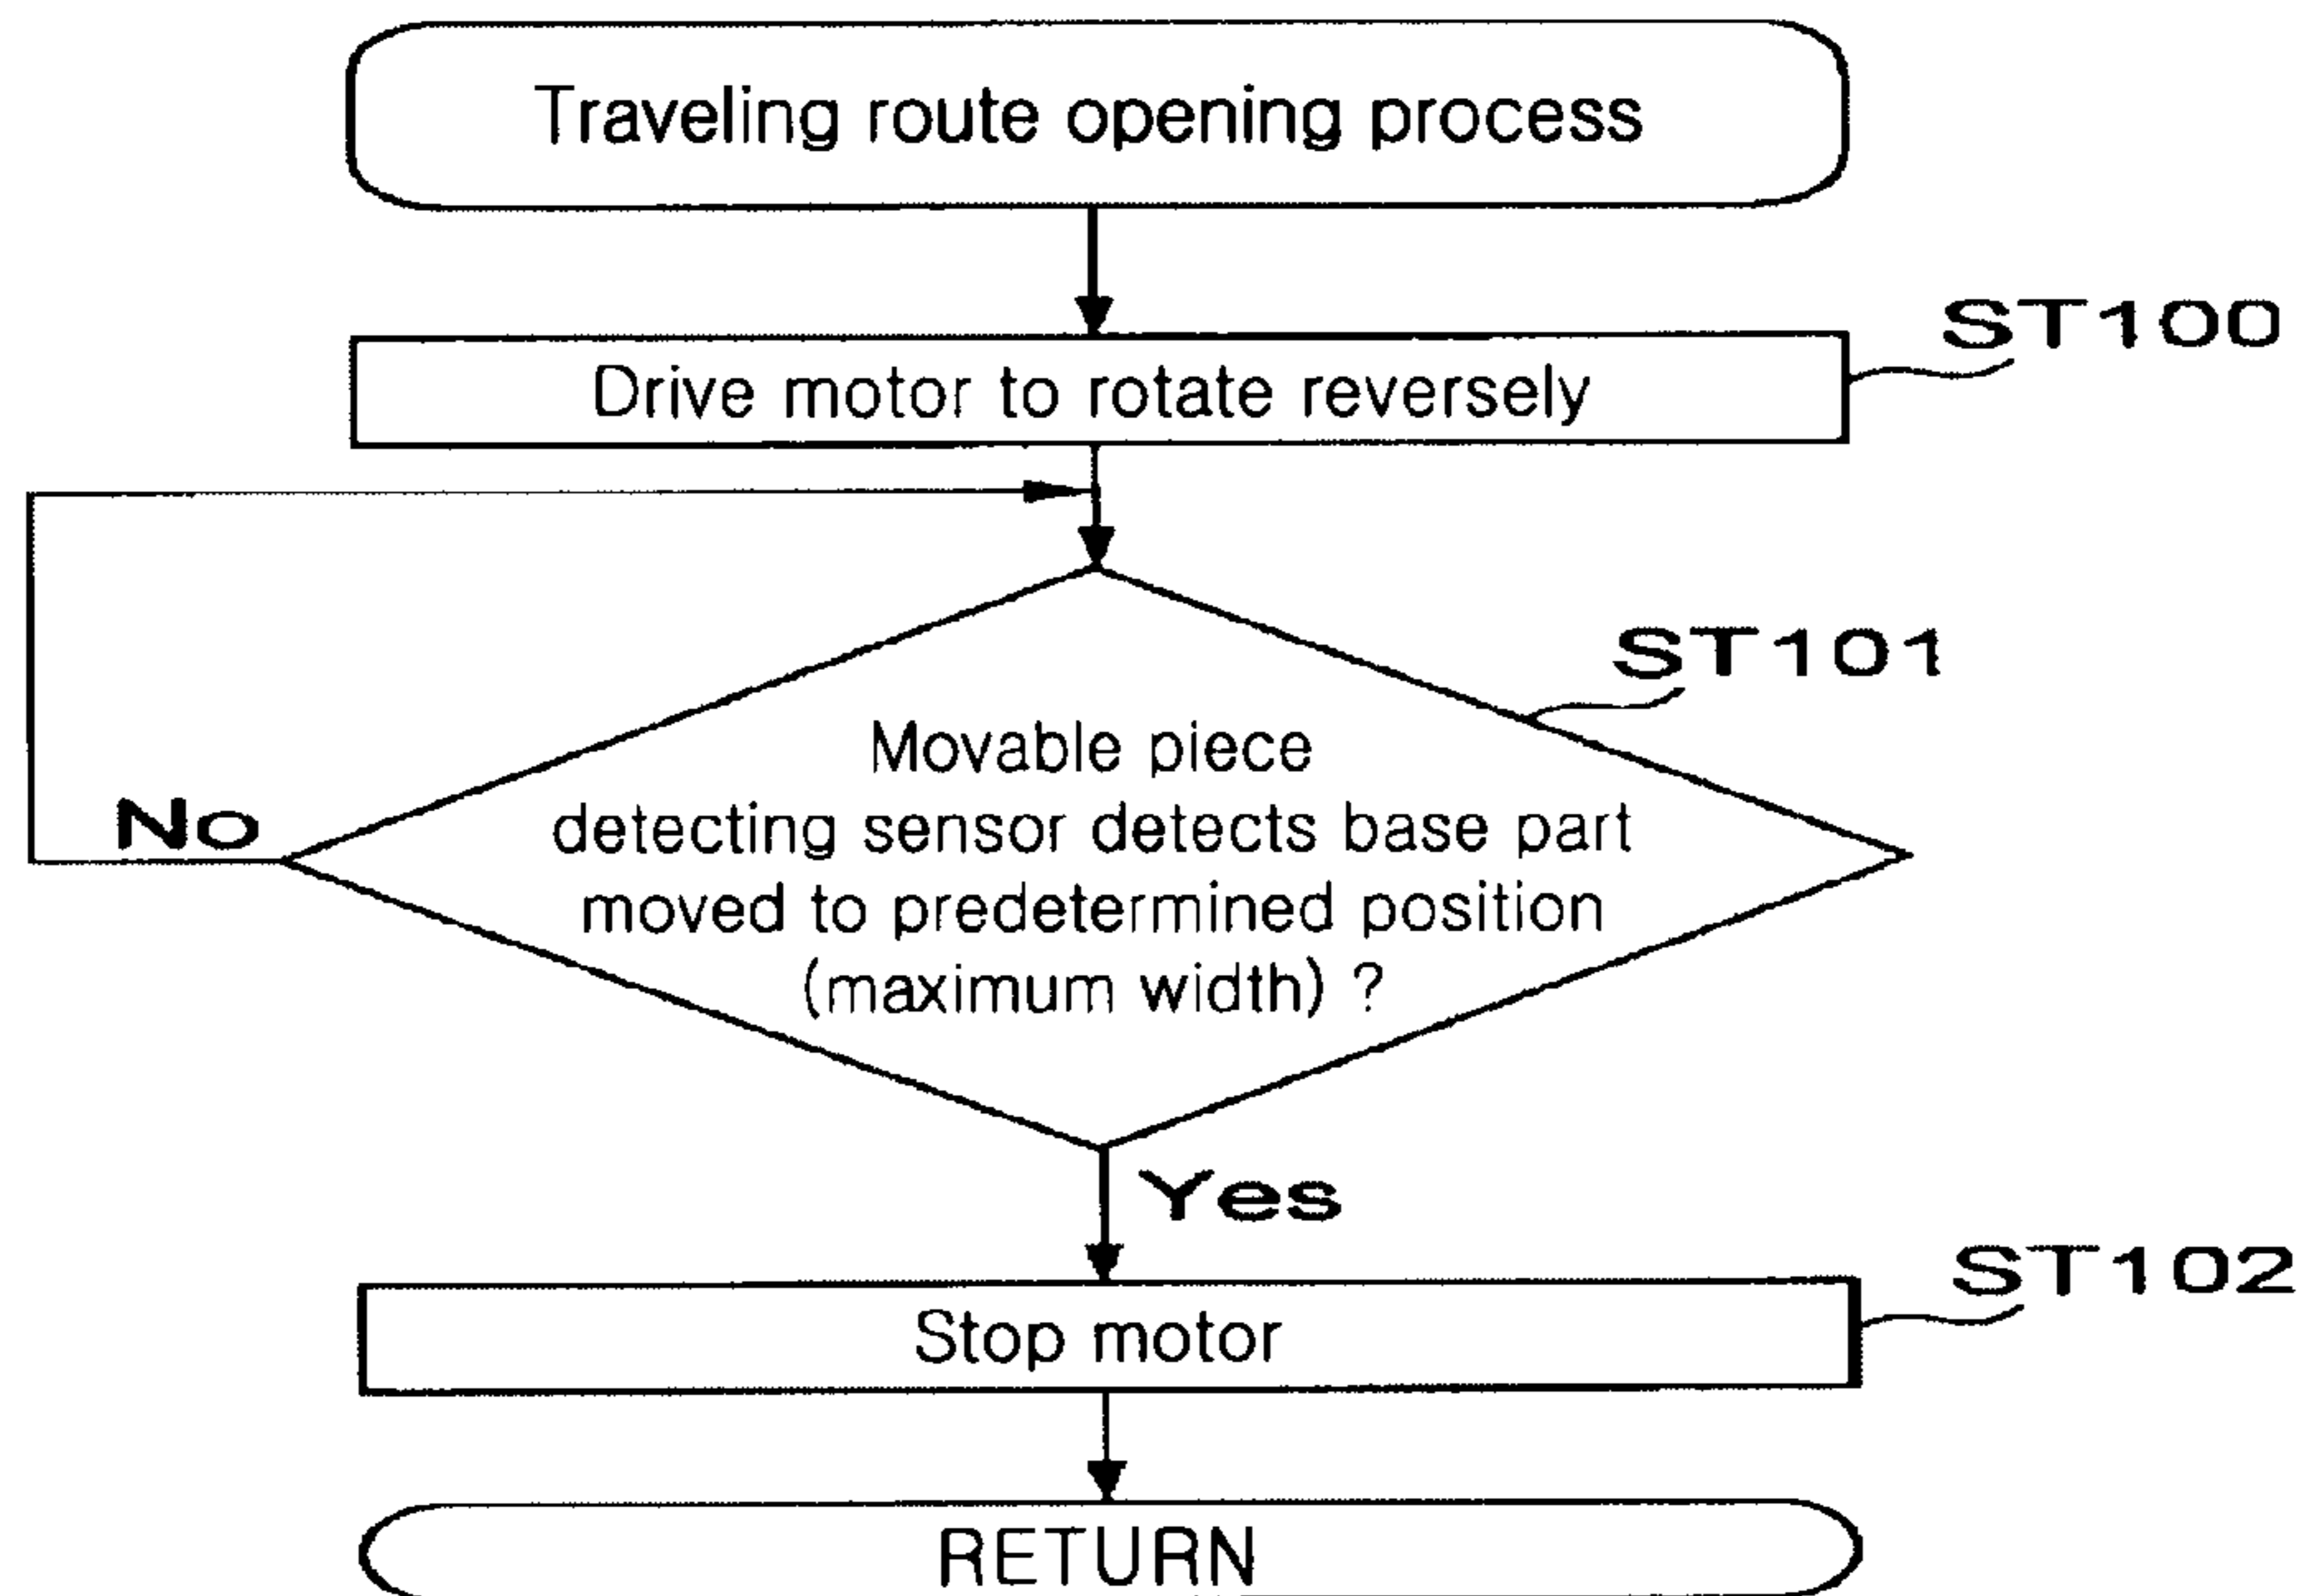 Traveling route opening process
ST100
Drive motor to rotate reversely
ST101
Movable piece
detecting sensor detects base part
moved to predetermined position
(maximum width) ?
No
Yes
ST102
Stop motor
RETURN